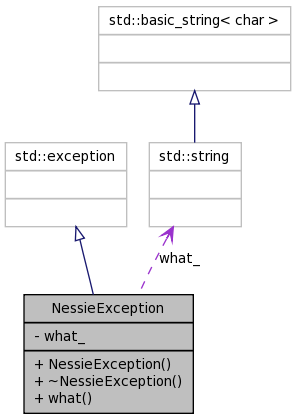 std::basic_string< char >
std::exception
std::string
what_
NessieException
- what_
+ NessieException()
+ ~NessieException()
+ what()